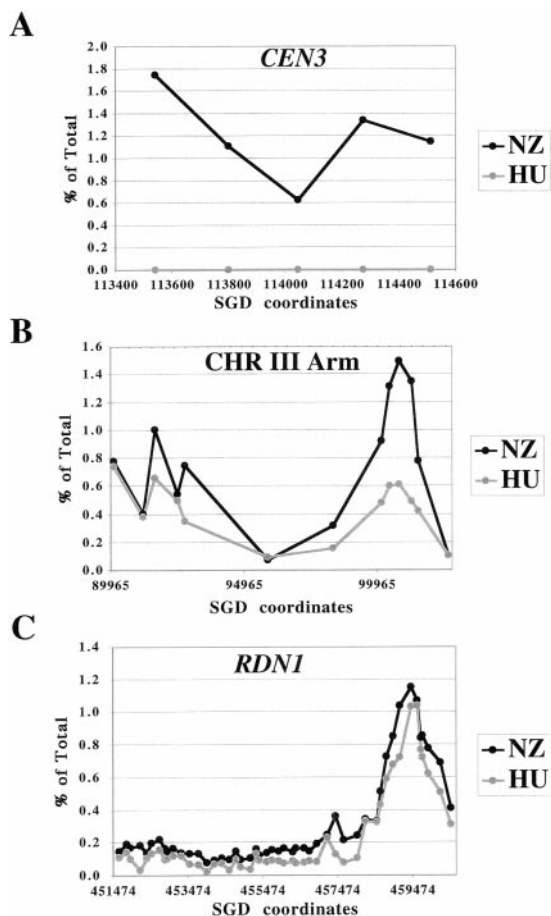 A
CEN3
2.0
1.8
1.6
1.4
1.2
1.0
0.8
0.6
0.4
0.2
0.0
% of Total
113400 113600 113800 114000 114200 114400 114600
SGD coordinates
NZ
HU
B
CHR III Arm
1.6
1.4
1.2
1.0
0.8
0.6
0.4
0.2
0.0
% of Total
89965 94965 99965
SGD coordinates
NZ
HU
C
RDN1
1.4
1.2
1.0
0.8
0.6
0.4
0.2
0.0
% of Total
451474 453474 455474 457474 459474
SGD coordinates
NZ
HU